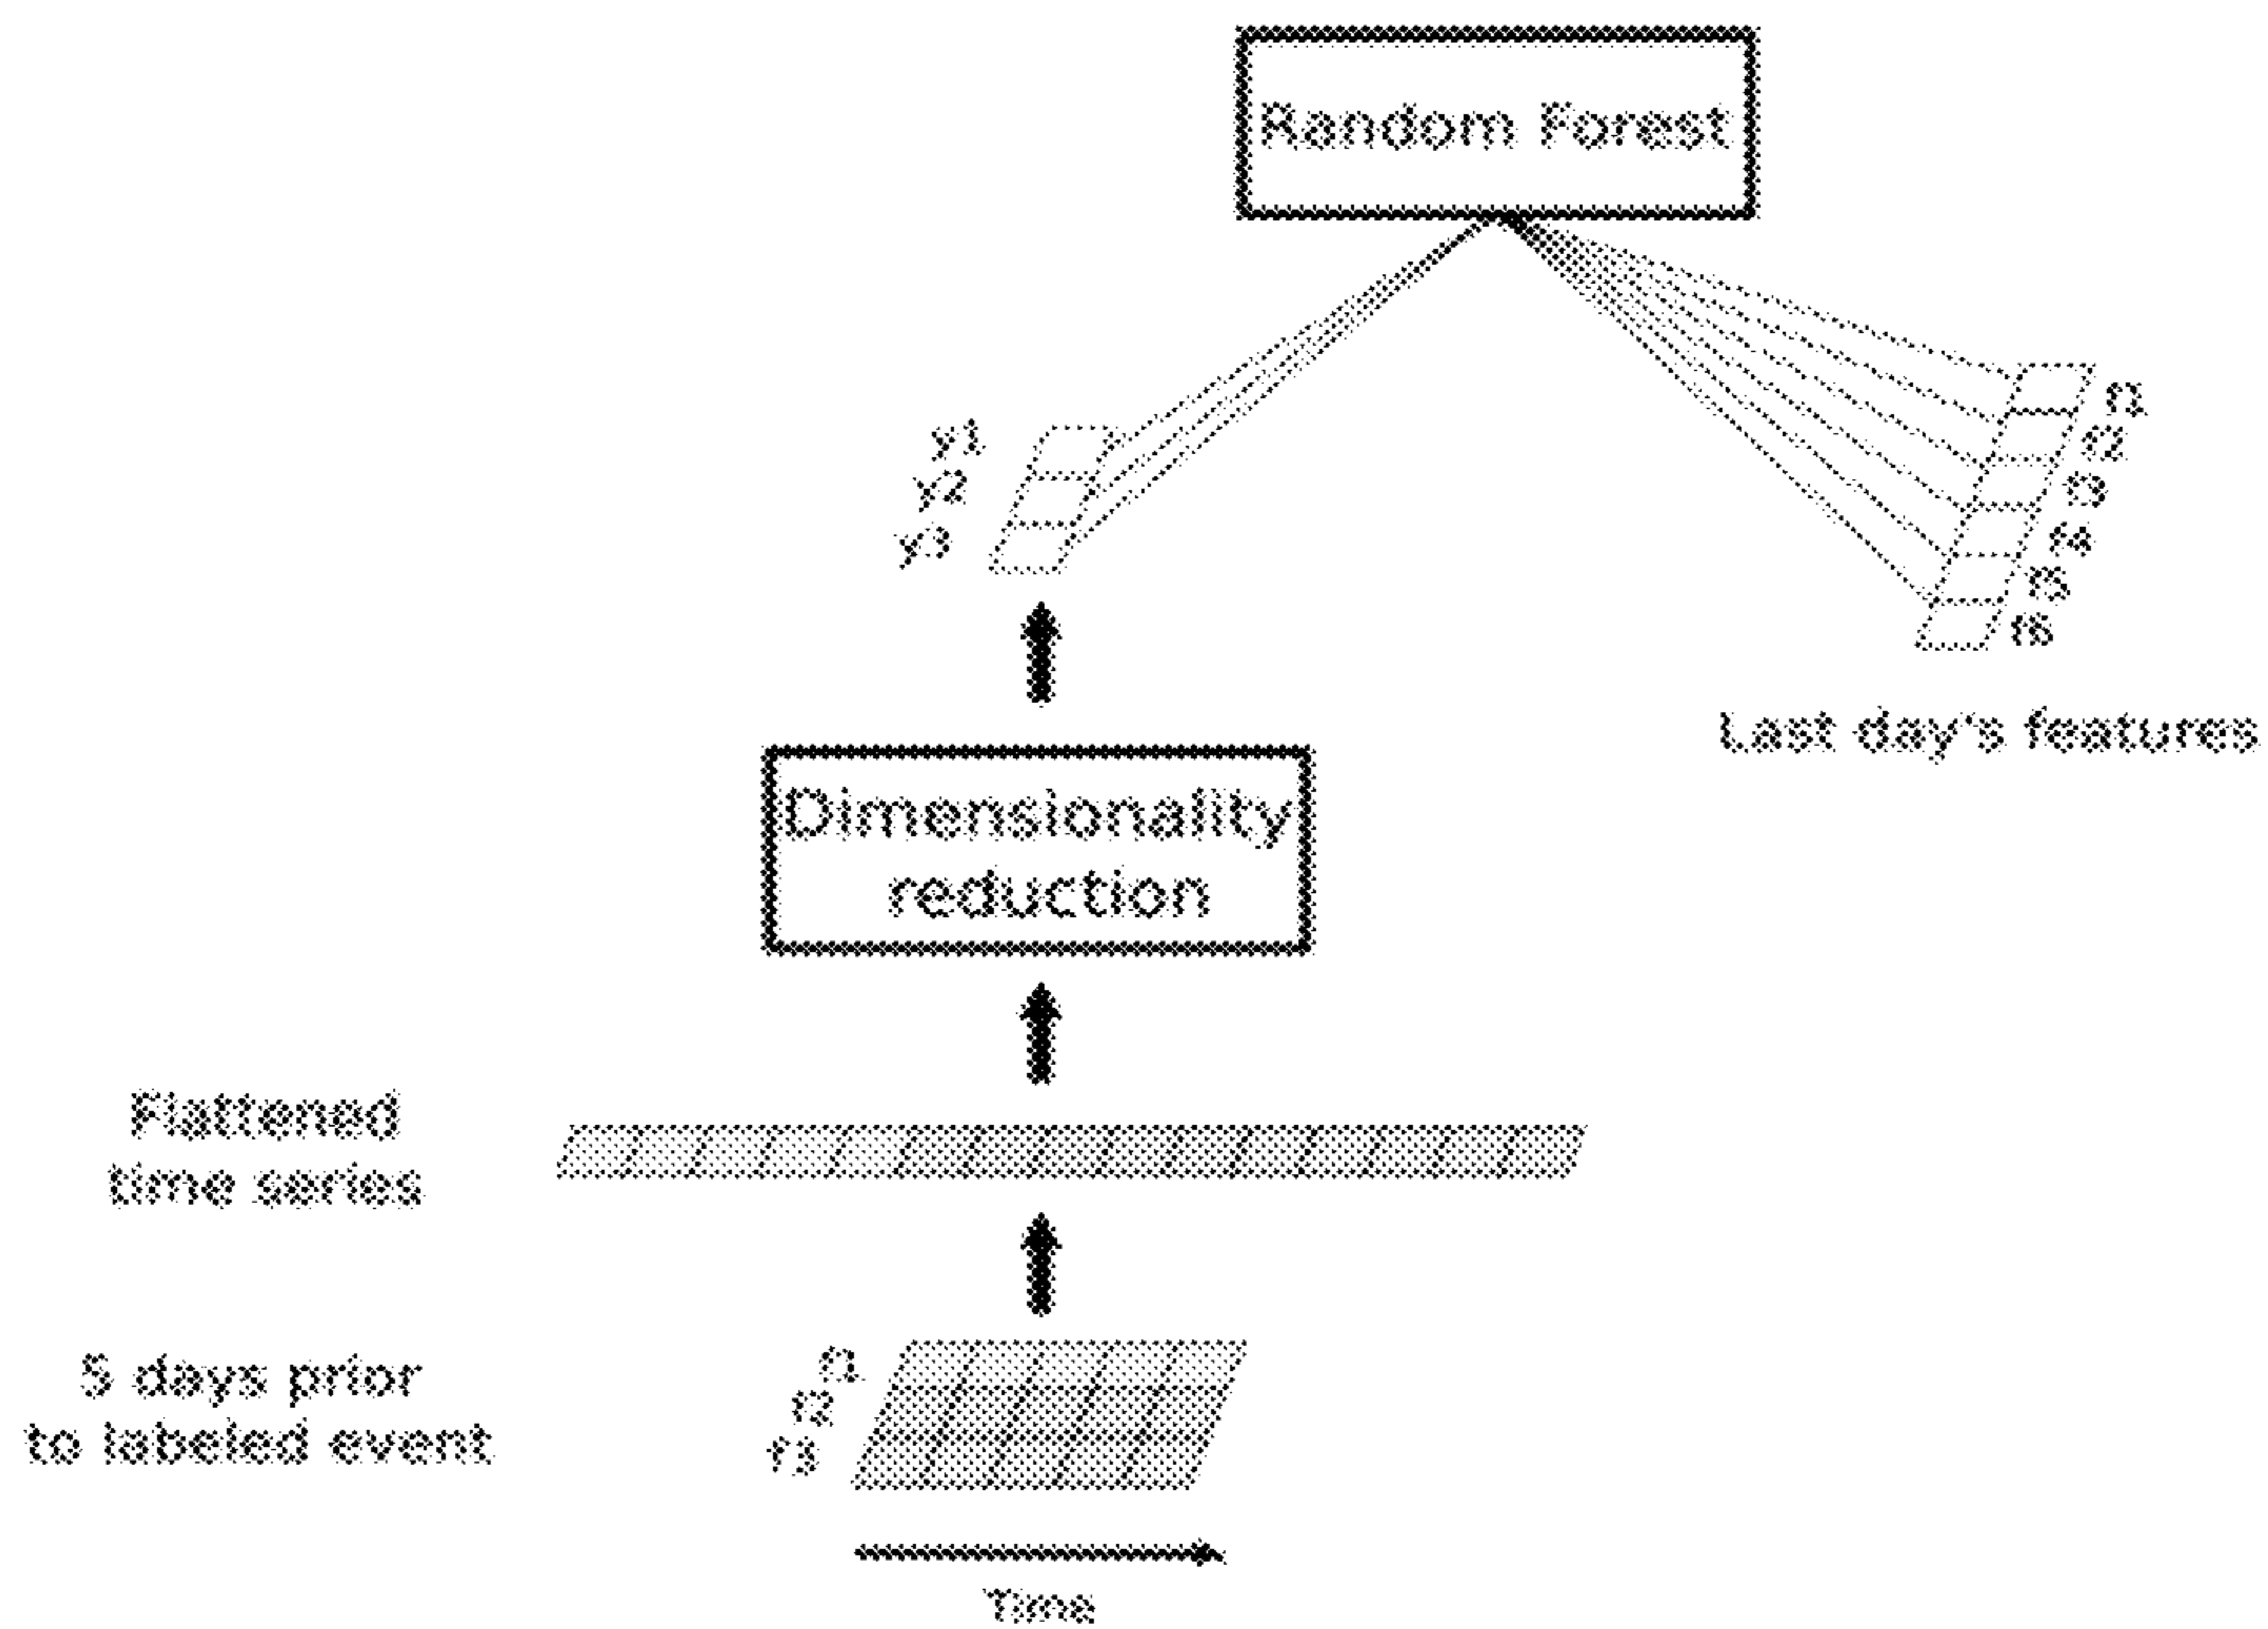 Random Forest
y1
y2
y3
f1
f2
f3
f4
f5
f6
Last day's features
Dimensionality
reduction
Flattened
time series
5 days prior
to labeled event
f1
f2
f3
Time